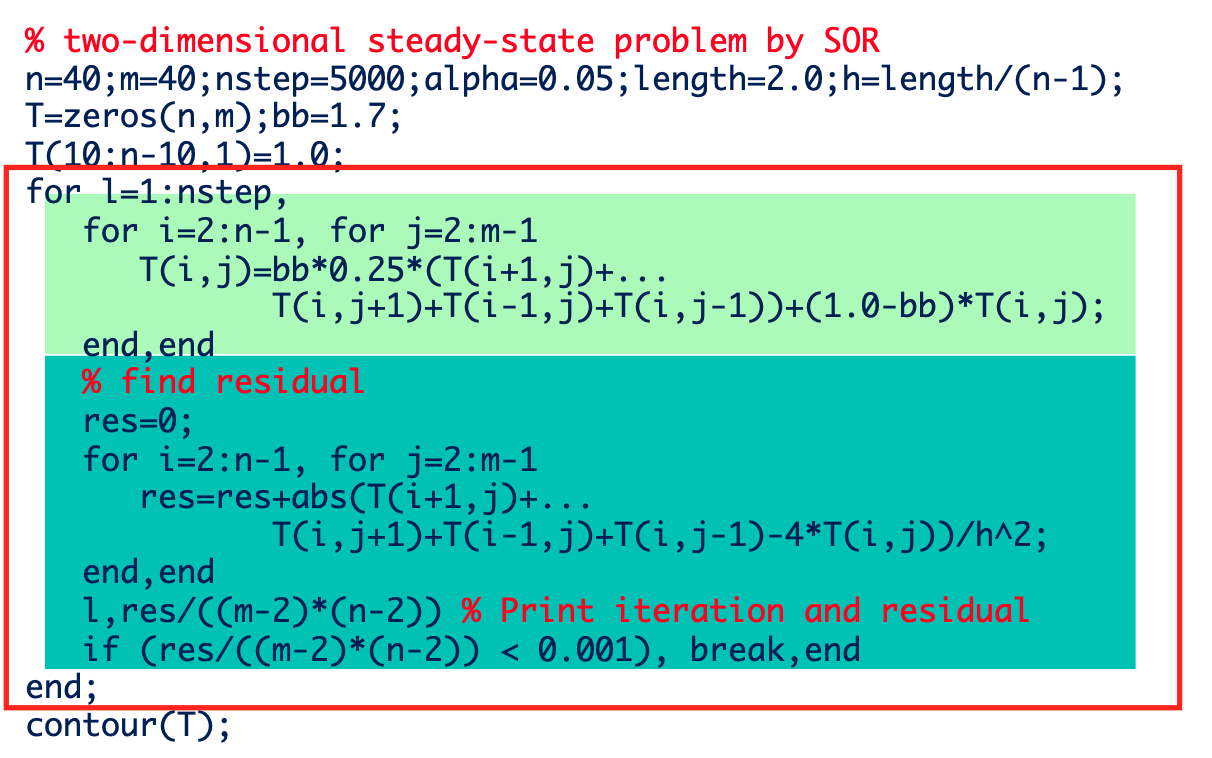 % two-dimensional steady-state problem by SOR
n=40;m=40;nstep=5000;alpha=0.05;length=2.0;h=length/(n-1);
T=zeros(n,m);bb=1.7;
T(10:n-10,1)=1.0;
for l=1:nstep,
   for i=2:n-1, for j=2:m-1
      T(i,j)=bb*0.25*(T(i+1,j)+...
             T(i,j+1)+T(i-1,j)+T(i,j-1))+(1.0-bb)*T(i,j);
   end,end
   % find residual
   res=0;
   for i=2:n-1, for j=2:m-1
      res=res+abs(T(i+1,j)+...
             T(i,j+1)+T(i-1,j)+T(i,j-1)-4*T(i,j))/h^2;
   end,end
   l,res/((m-2)*(n-2)) % Print iteration and residual
   if (res/((m-2)*(n-2)) < 0.001), break,end
end;
contour(T);